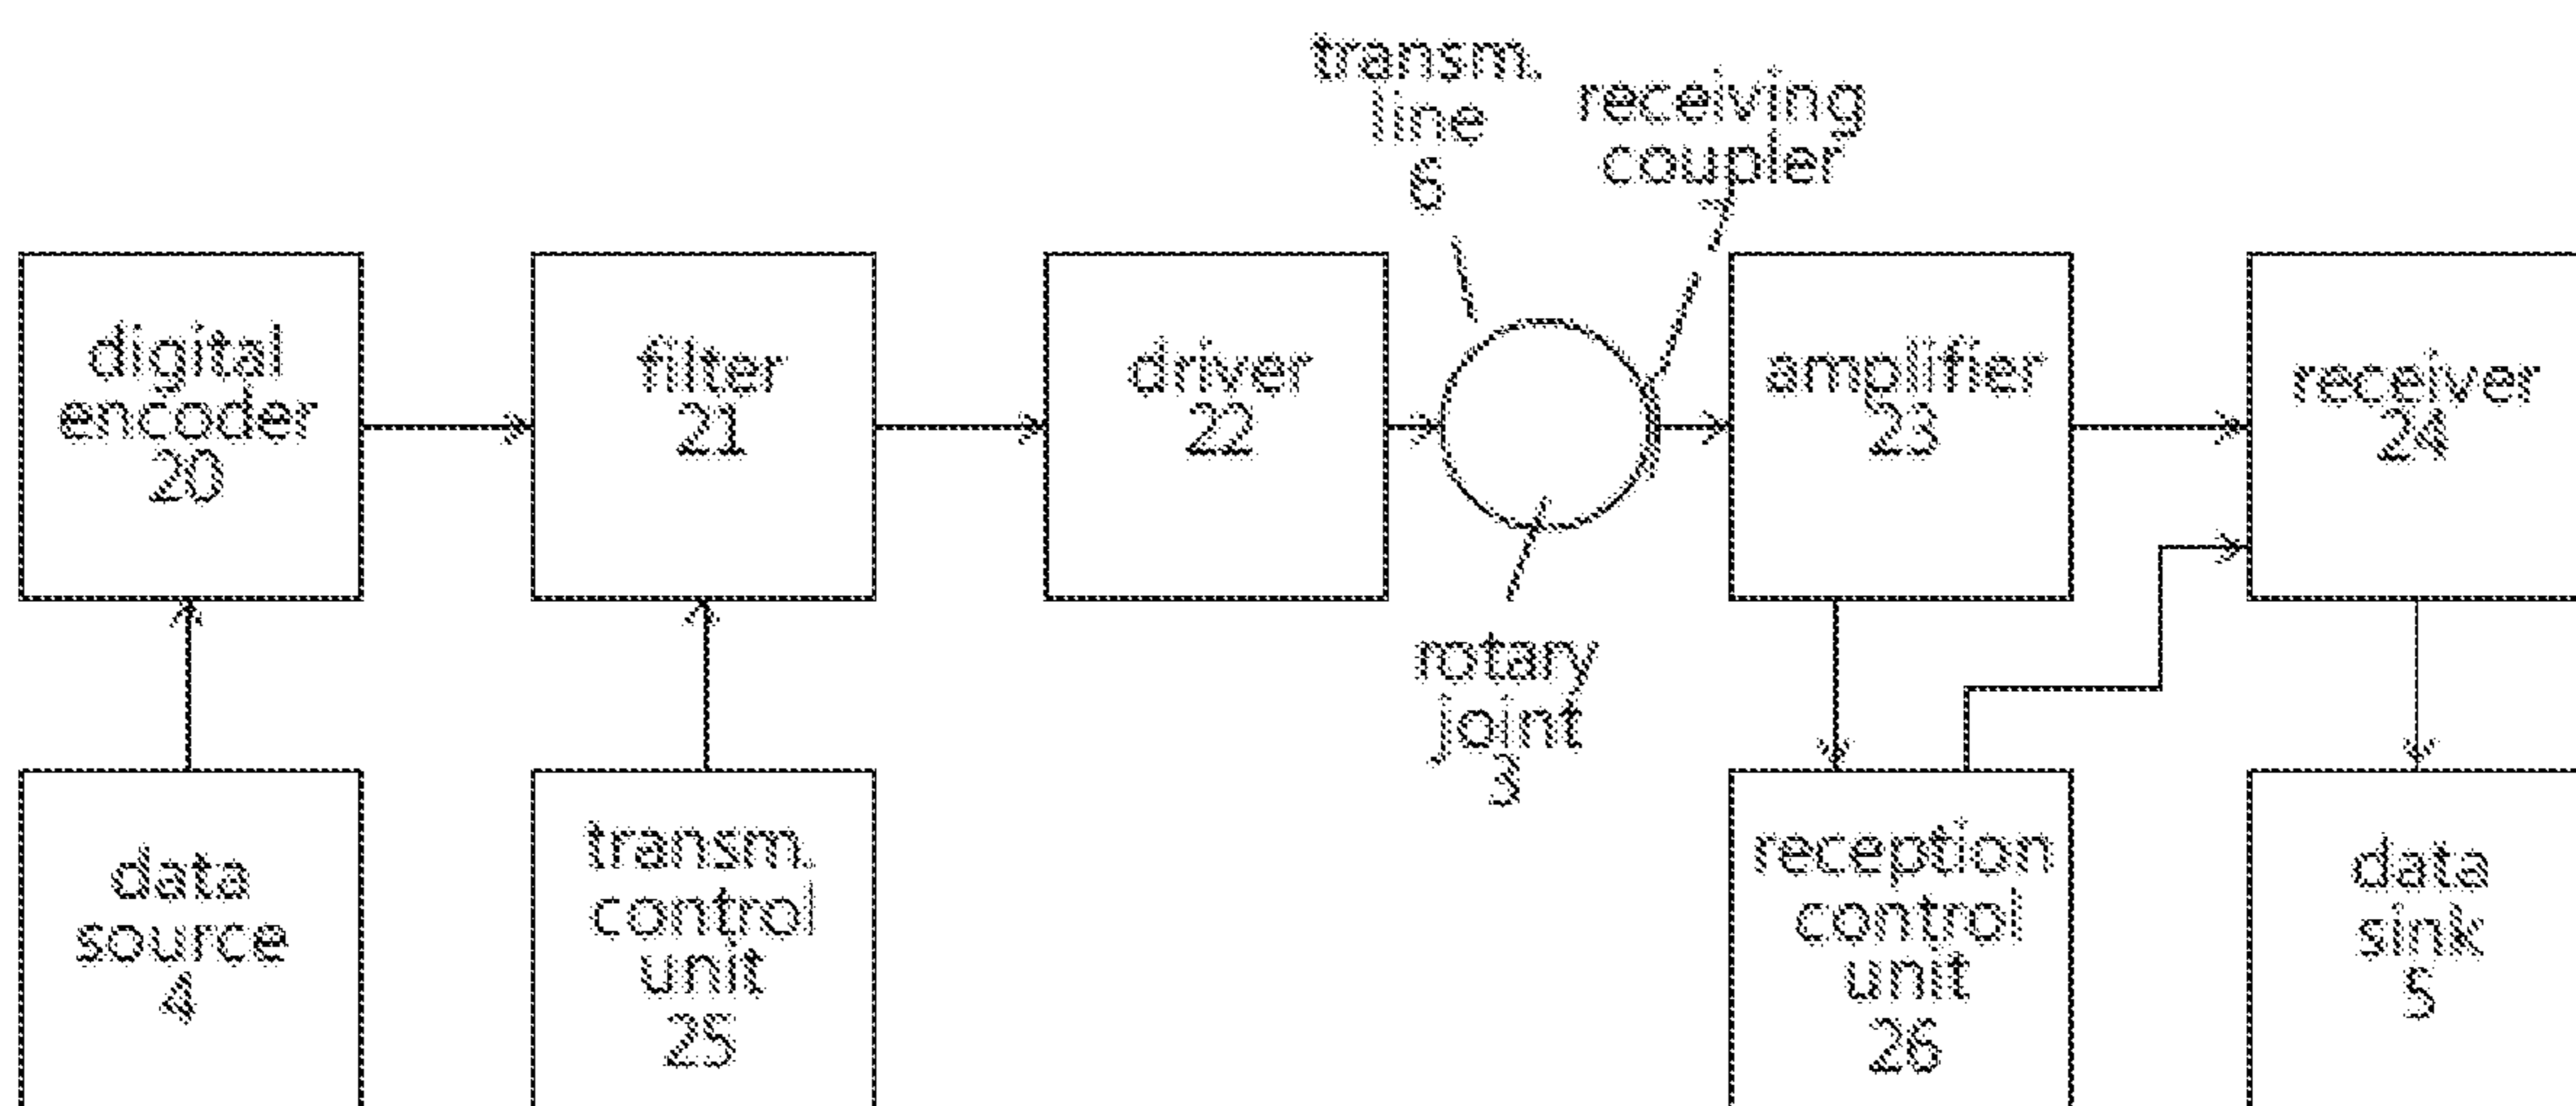 transm.
line
6
receiving
coupler
7
digital
encoder
20
filter
21
driver
22
amplifier
23
receiver
24
rotary
joint
3
data
source
4
transm.
control
unit
25
reception
control
unit
26
data
sink
5